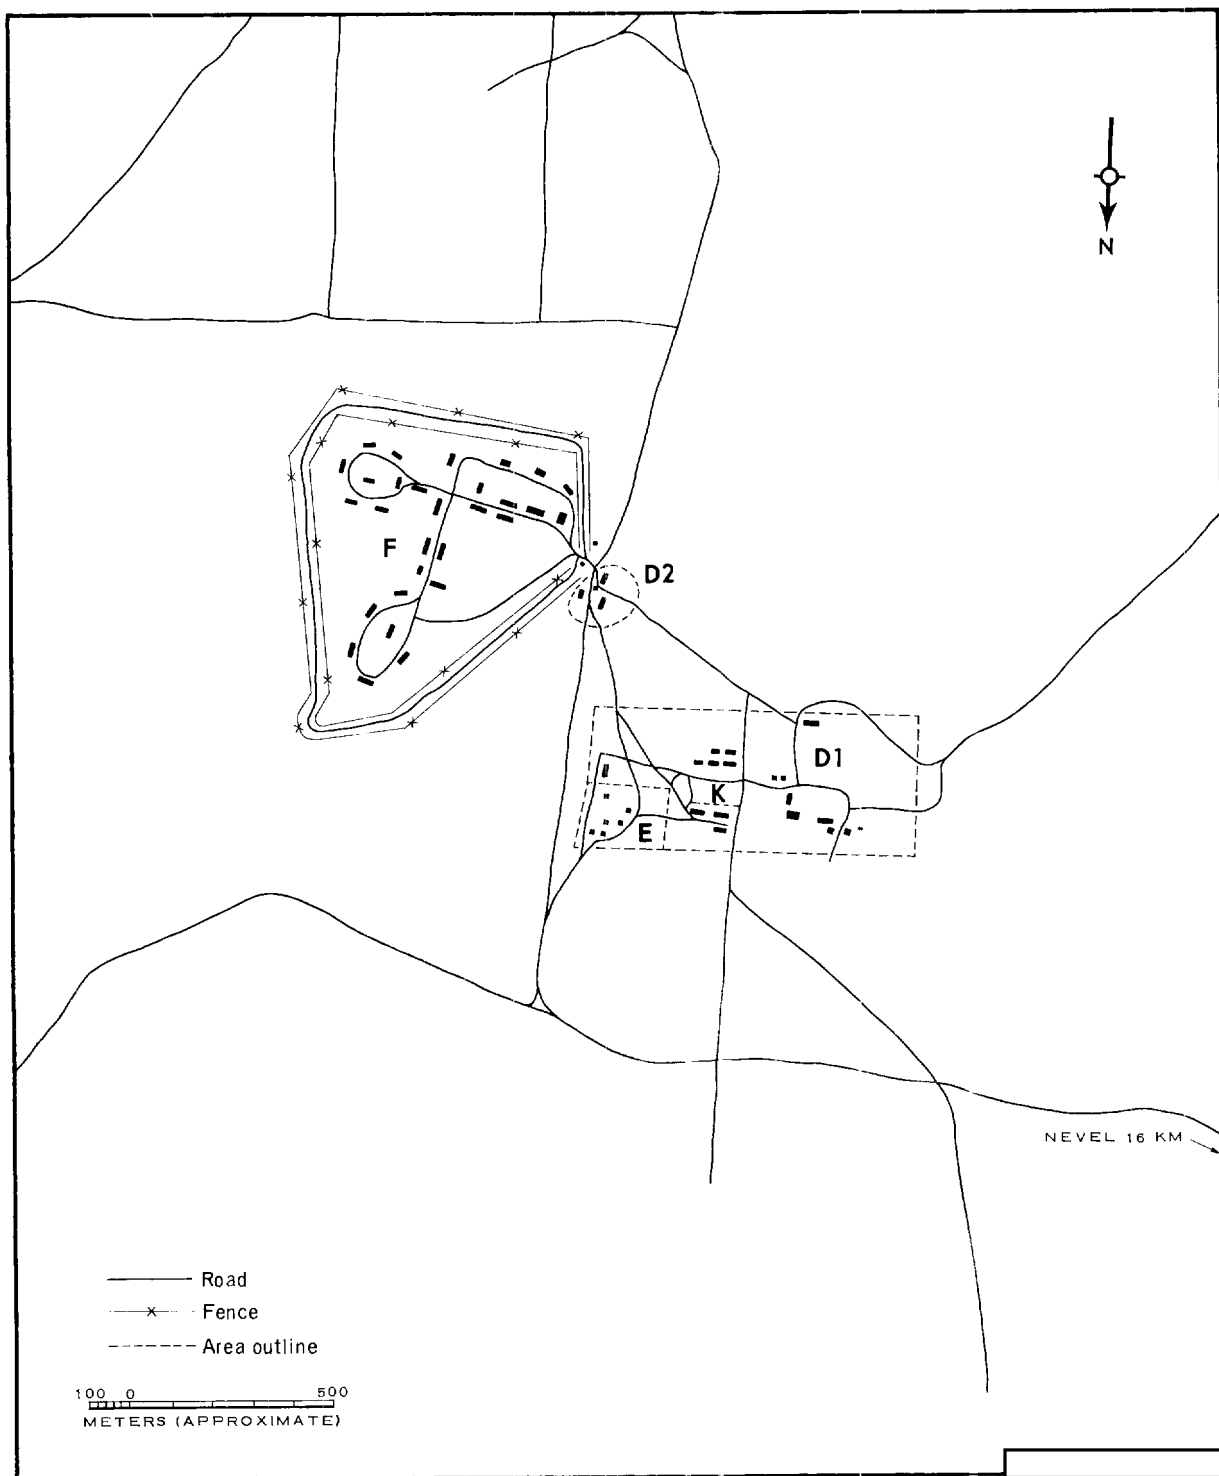 N
F
D2
D1
K
E
NEVEL 16 KM
Road
Fence
Area outline
100 0 500
METERS (APPROXIMATE)